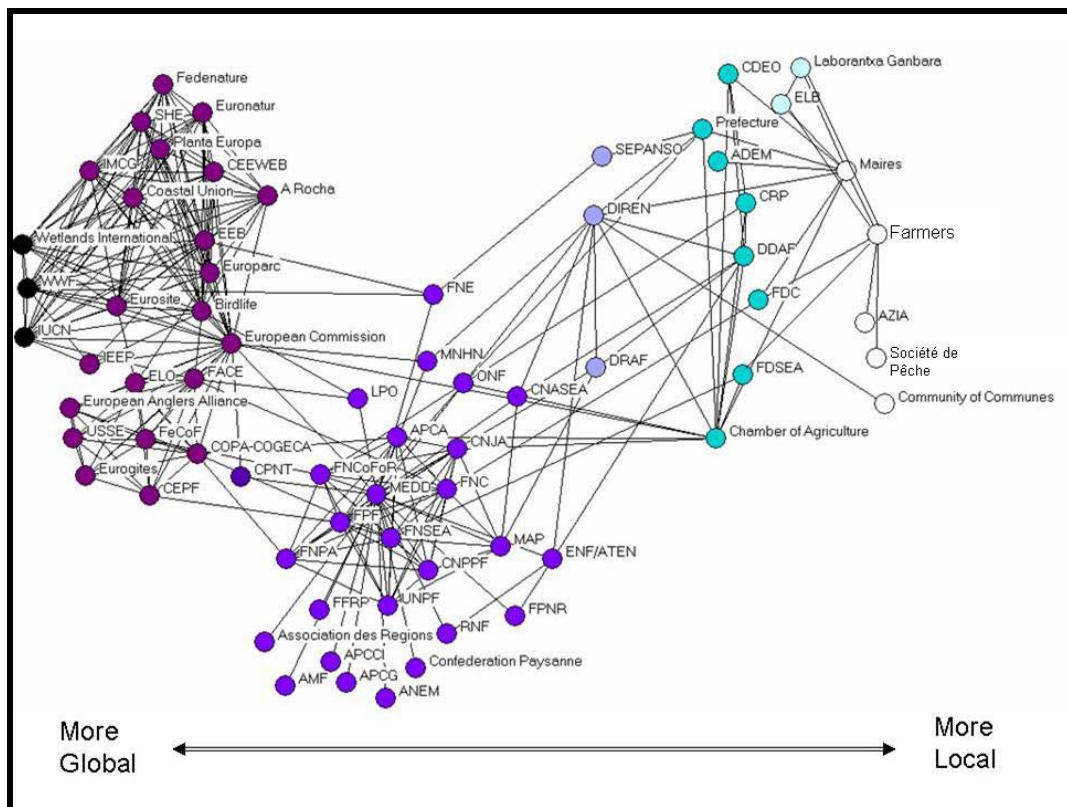 Fedenature
SHE
Euronatur
Planta Europa
IMCG
CEEWEB
Coastal Union
A Rocha
EEB
Wetlands International
Europarc
WWF
Eurosite
Birdlife
IUCN
European Commission
IEEP
ELO
FACE
European Anglers Alliance
USSE
FeCoF
COPA-COGECA
Eurogites
CEPF
FNE
MNHN
ONF
LPO
CNASEA
APCA
CNJA
CPNT
FNCoFoR
MEDD
FNC
FPF
FNSEA
MAP
FNPA
CNPPF
ENF/ATEN
FFRP
UNPF
FPNR
RNF
Association des Regions
APCCI
Confederation Paysanne
AMF
APCG
ANEM
SEPANSO
DIREN
DRAF
CDEO
Laborantxa Ganbara
ELB
Prefecture
ADEM
Maires
CRP
Farmers
DDAF
FDC
AZIA
Société de
Pêche
FDSEA
Community of Communes
Chamber of Agriculture
More
Global
More
Local